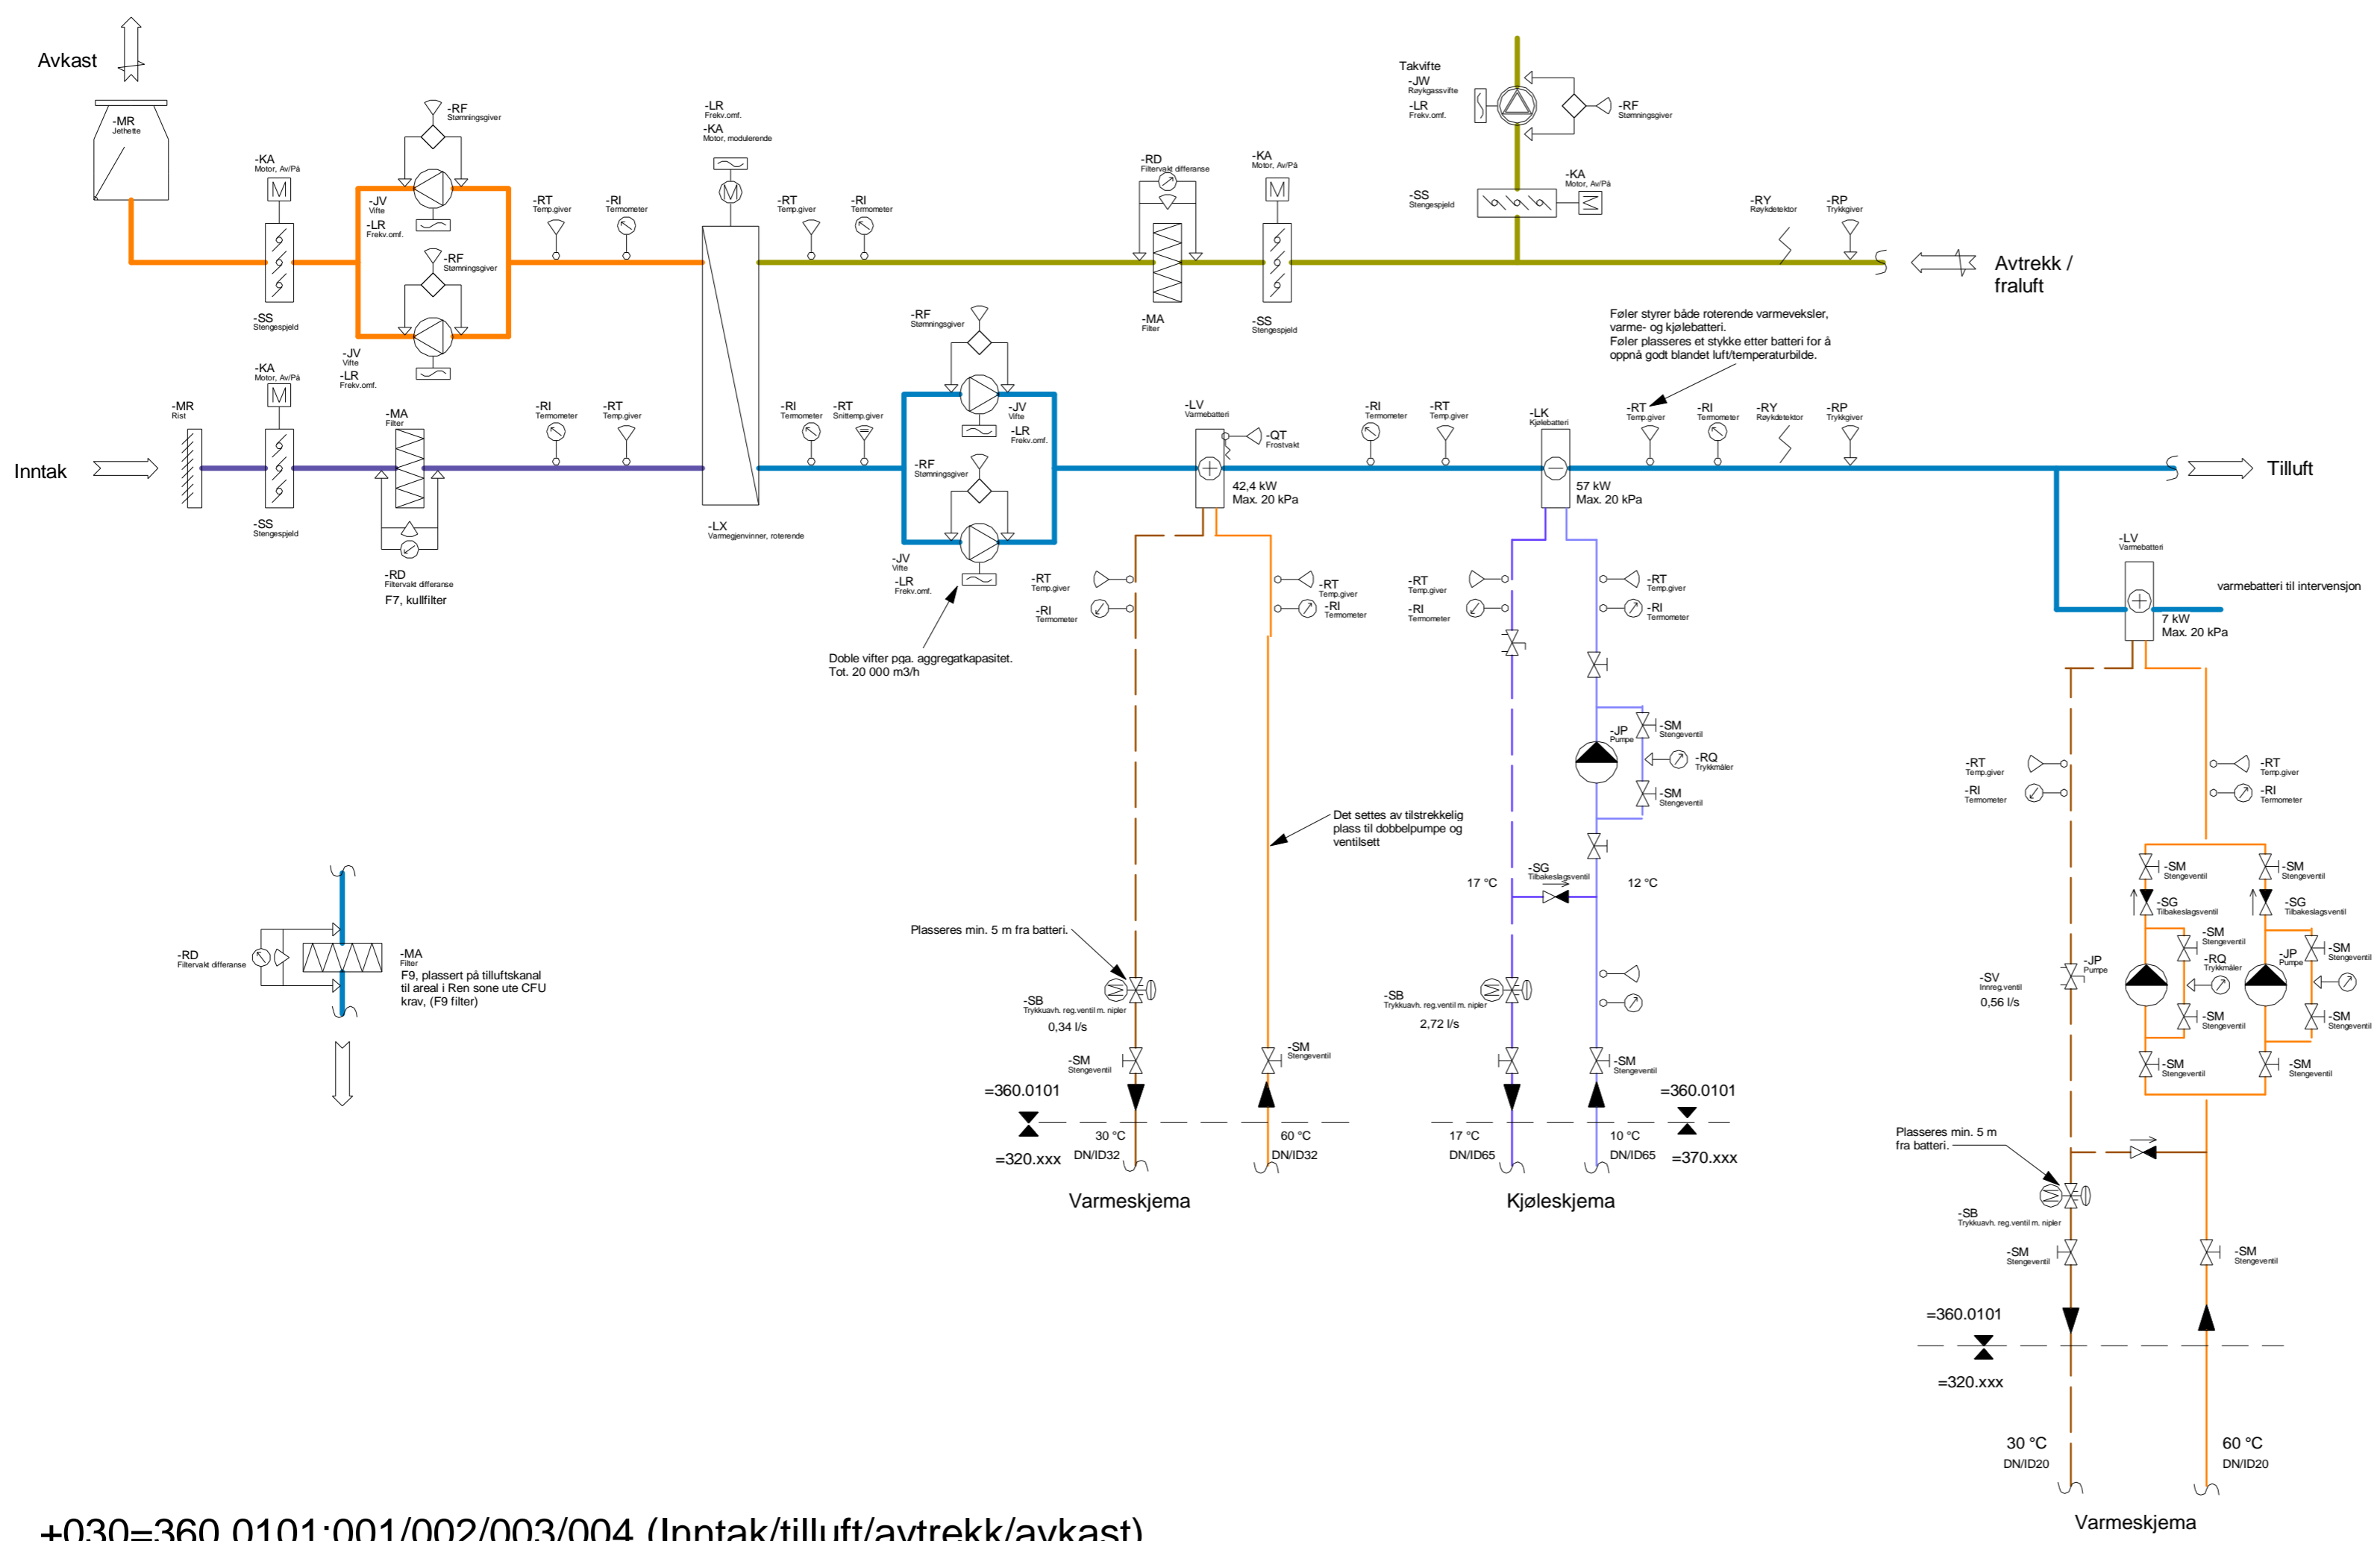 Avkast
-MR
Jethette
-KA
Motor, Av/På
-SS
Stengespjeld
-RF
Stømningsgiver
-JV
Vifte
-LR
Frekv.omf.
-RF
Stømningsgiver
-JV
Vifte
-LR
Frekv.omf.
-RT
Temp.giver
-RI
Termometer
-LR
Frekv.omf.
-KA
Motor, modulerende
M
-RT
Temp.giver
-RI
Termometer
-RD
Filtervakt differanse
-MA
Filter
-KA
Motor, Av/På
M
-SS
Stengespjeld
Takvifte
-JW
Røykgassvifte
-LR
Frekv.omf.
-RF
Stømningsgiver
-SS
Stengespjeld
-KA
Motor, Av/På
M
-RY
Røykdetektor
-RP
Trykkgiver
Avtrekk /
fraluft
Inntak
-MR
Rist
-KA
Motor, Av/På
M
-SS
Stengespjeld
-MA
Filter
-RD
Filtervakt differanse
F7, kullfilter
-RI
Termometer
-RT
Temp.giver
-LX
Varmegjenvinner, roterende
-RI
Termometer
-RT
Snittemp.giver
-RF
Stømningsgiver
-JV
Vifte
-LR
Frekv.omf.
-RF
Stømningsgiver
-JV
Vifte
-LR
Frekv.omf.
Doble vifter pga. aggregatkapasitet.
Tot. 20 000 m3/h
-LV
Varmebatteri
-QT
Frostvakt
42,4 kW
Max. 20 kPa
-RI
Termometer
-RT
Temp.giver
-LK
Kjølebatteri
57 kW
Max. 20 kPa
Føler styrer både roterende varmeveksler,
varme- og kjølebatteri.
Føler plasseres et stykke etter batteri for å
oppnå godt blandet luft/temperaturbilde.
-RT
Temp.giver
-RI
Termometer
-RY
Røykdetektor
-RP
Trykkgiver
Tilluft
-LV
Varmebatteri
varmebatteri til intervensjon
7 kW
Max. 20 kPa
-RT
Temp.giver
-RI
Termometer
-RT
Temp.giver
-RI
Termometer
Det settes av tilstrekkelig
plass til dobbelpumpe og
ventilsett
Plasseres min. 5 m fra batteri.
-SB
Trykkuavh. reg.ventil m. nipler
0,34 l/s
-SM
Stengeventil
-SM
Stengeventil
=360.0101
=320.xxx
30 °C
DN/ID32
60 °C
DN/ID32
Varmeskjema
-RT
Temp.giver
-RI
Termometer
-RT
Temp.giver
-RI
Termometer
-JP
Pumpe
-SM
Stengeventil
-RQ
Trykkmåler
-SM
Stengeventil
-SG
Tilbakeslagsventil
17 °C
12 °C
-SB
Trykkuavh. reg.ventil m. nipler
2,72 l/s
-SM
Stengeventil
-SM
Stengeventil
=360.0101
=370.xxx
17 °C
DN/ID65
10 °C
DN/ID65
Kjøleskjema
-RT
Temp.giver
-RI
Termometer
-RT
Temp.giver
-RI
Termometer
-SM
Stengeventil
-SM
Stengeventil
-SG
Tilbakeslagsventil
-SG
Tilbakeslagsventil
-SM
Stengeventil
-SM
Stengeventil
-JP
Pumpe
-RQ
Trykkmåler
-JP
Pumpe
-SV
Innreg.ventil
0,56 l/s
-SM
Stengeventil
-SM
Stengeventil
-SM
Stengeventil
-SM
Stengeventil
Plasseres min. 5 m
fra batteri.
-SB
Trykkuavh. reg.ventil m. nipler
-SM
Stengeventil
-SM
Stengeventil
=360.0101
=320.xxx
30 °C
DN/ID20
60 °C
DN/ID20
Varmeskjema
-RD
Filtervakt differanse
-MA
Filter
F9, plassert på tilluftskanal
til areal i Ren sone ute CFU
krav, (F9 filter)
+030=360.0101:001/002/003/004 (Inntak/tilluft/avtrekk/avkast)